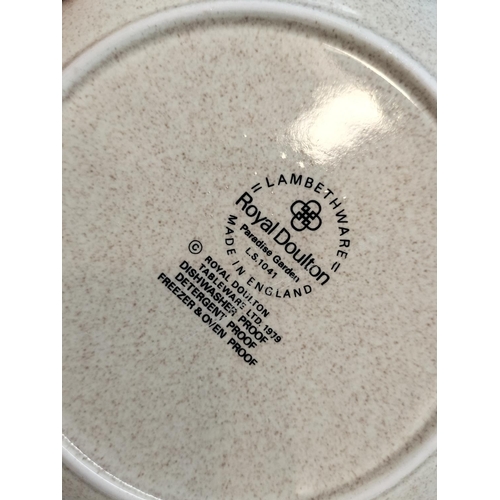 = LAMBETHWARE =
Royal Doulton
Paradise Garden
L.S.1041
MADE IN ENGLAND
© ROYAL DOULTON
TABLEWARE LTD. 1979
DISHWASHER PROOF
DETERGENT PROOF
FREEZER & OVEN PROOF